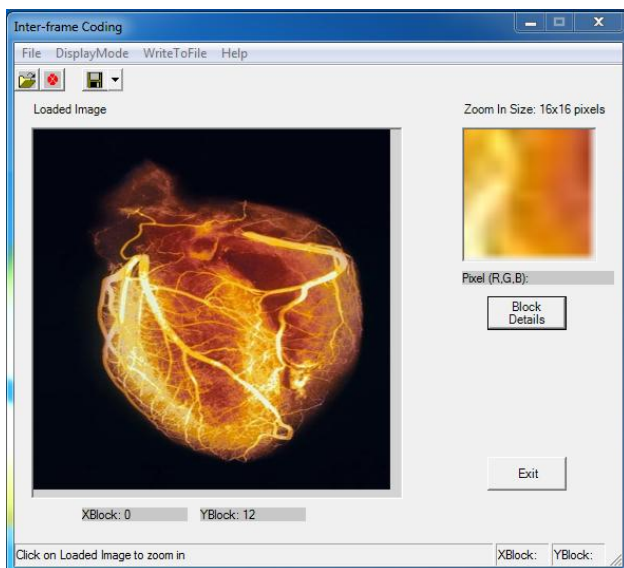 Inter-frame Coding
File DisplayMode WriteToFile Help
Loaded Image
Zoom In Size: 16x16 pixels
Pixel (R,G,B):
Block
Details
Exit
XBlock: 0 YBlock: 12
Click on Loaded Image to zoom in XBlock: YBlock: